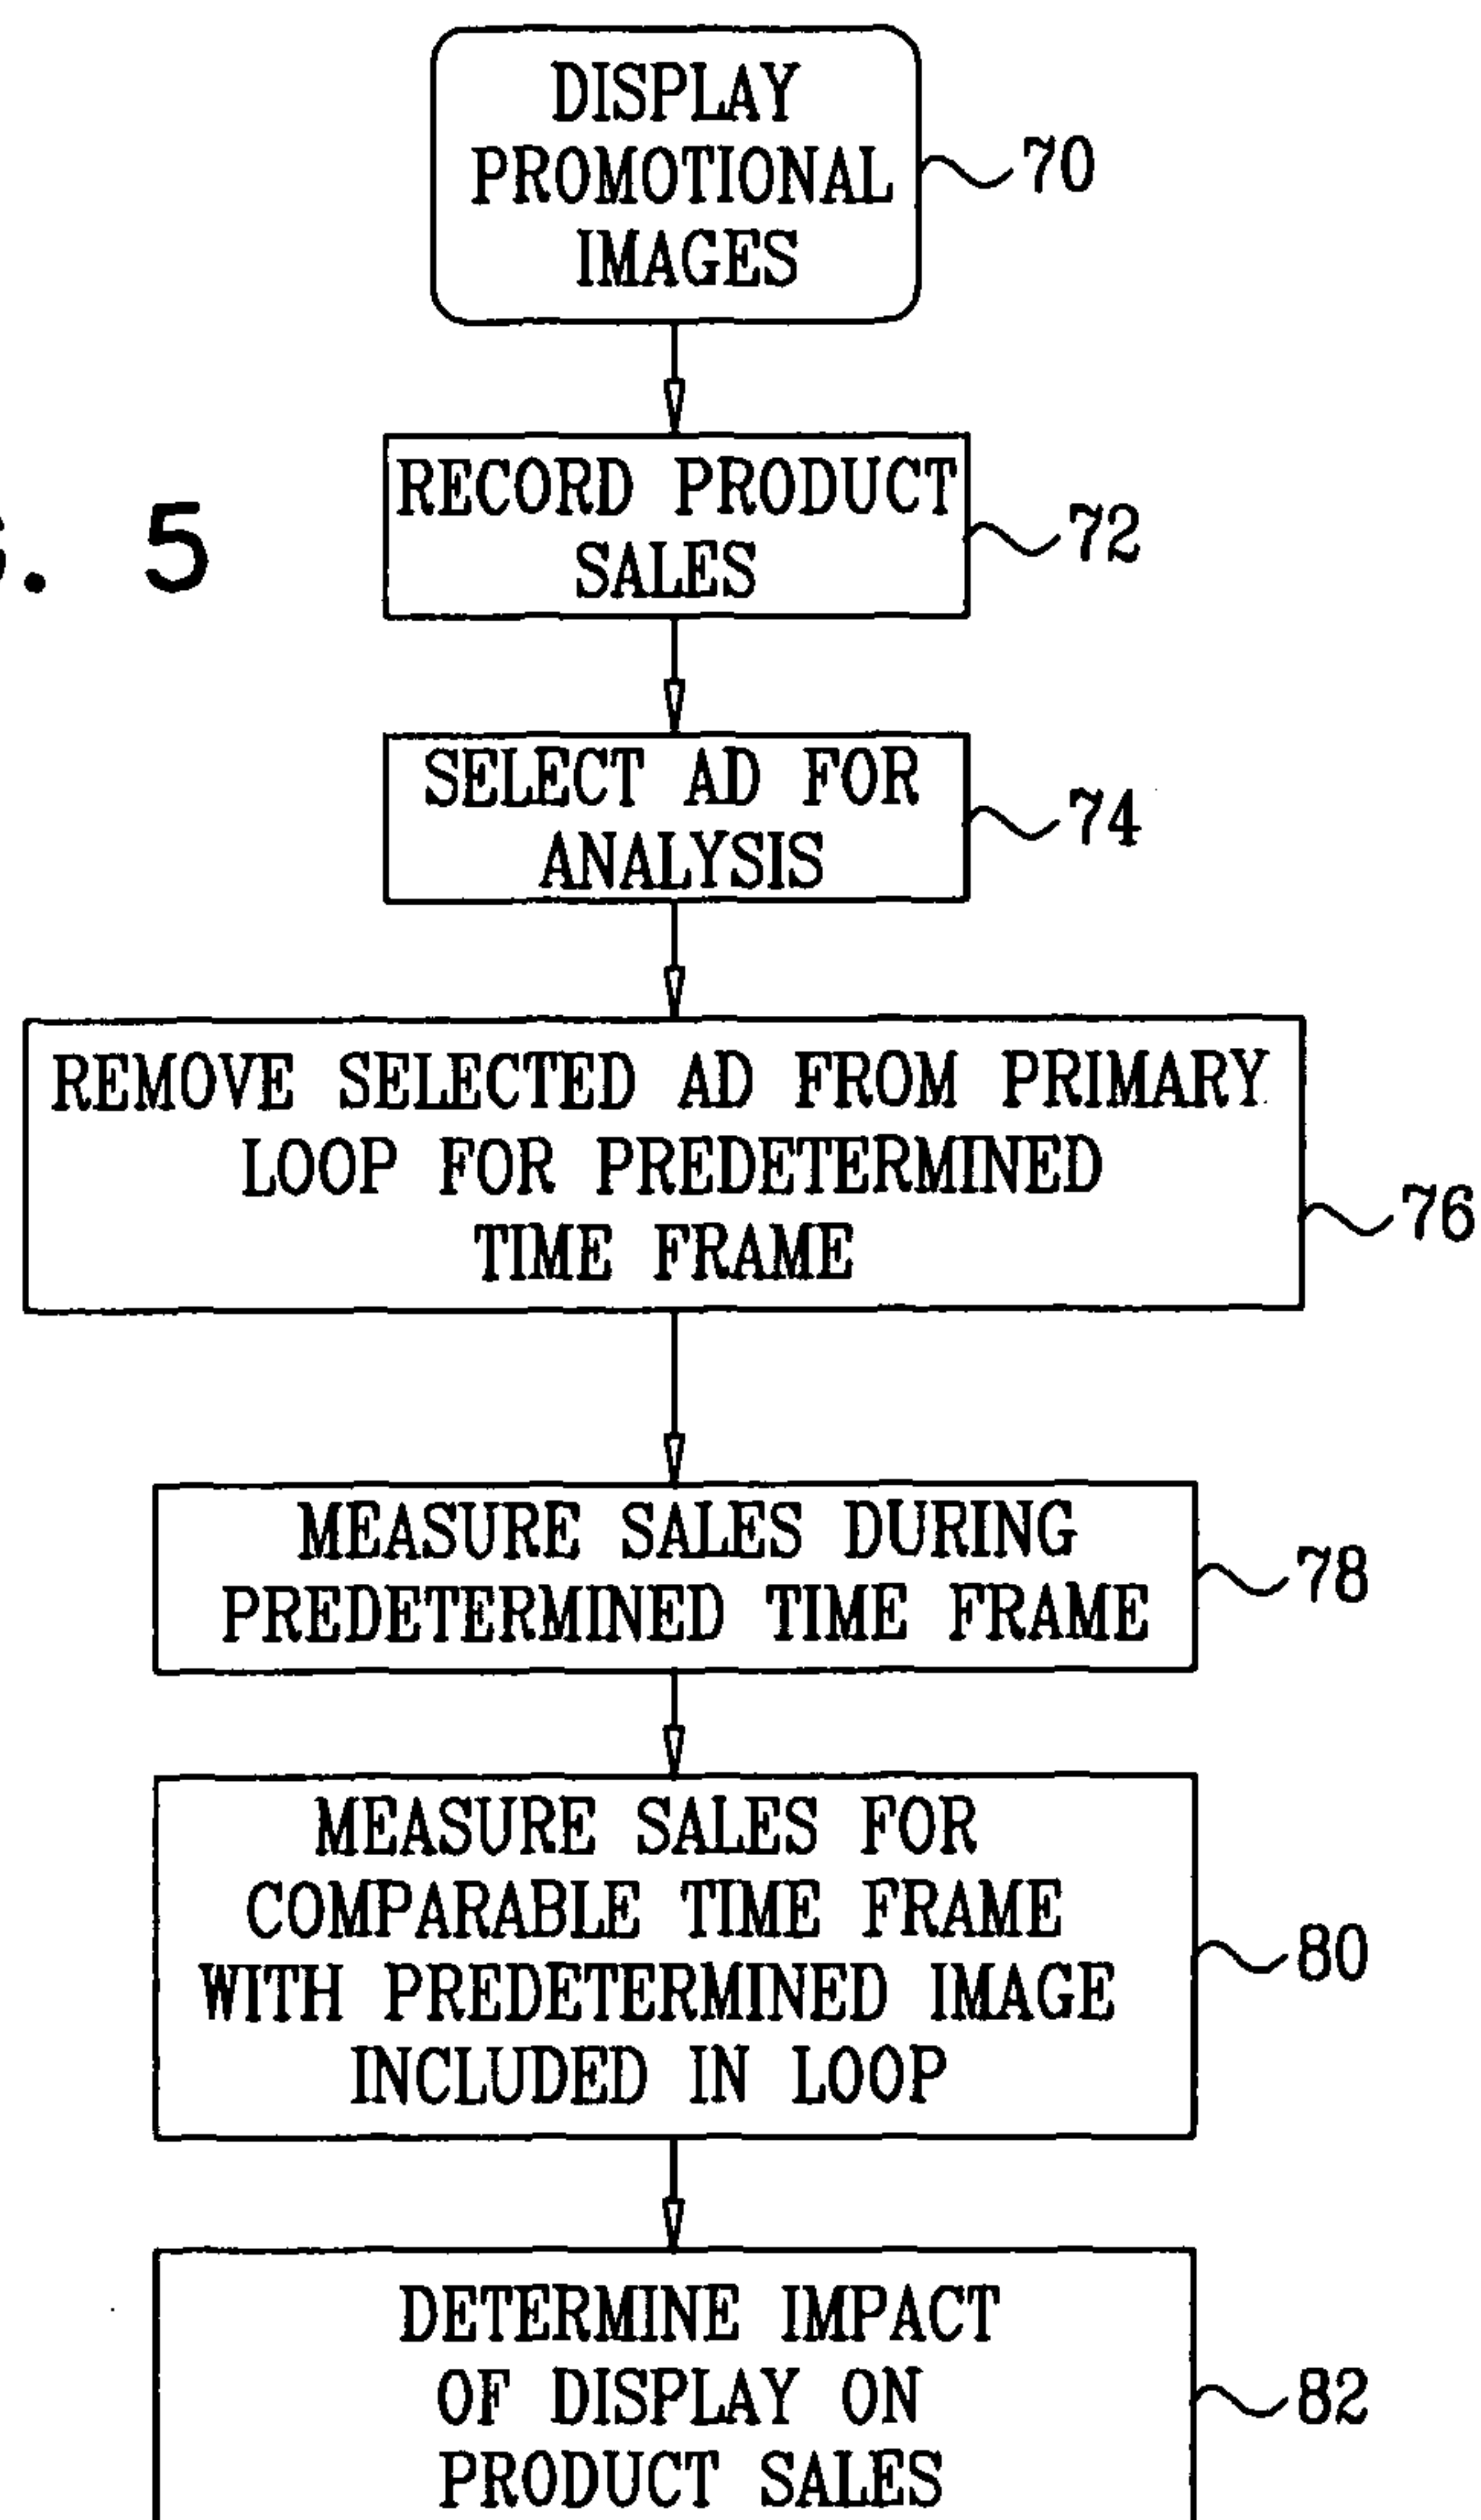 DISPLAY
PROMOTIONAL
IMAGES
70
RECORD PRODUCT
SALES
72
. 5
SELECT AD FOR
ANALYSIS
74
REMOVE SELECTED AD FROM PRIMARY
LOOP FOR PREDETERMINED
TIME FRAME
76
MEASURE SALES DURING
PREDETERMINED TIME FRAME
78
MEASURE SALES FOR
COMPARABLE TIME FRAME
WITH PREDETERMINED IMAGE
INCLUDED IN LOOP
80
DETERMINE IMPACT
OF DISPLAY ON
PRODUCT SALES
82